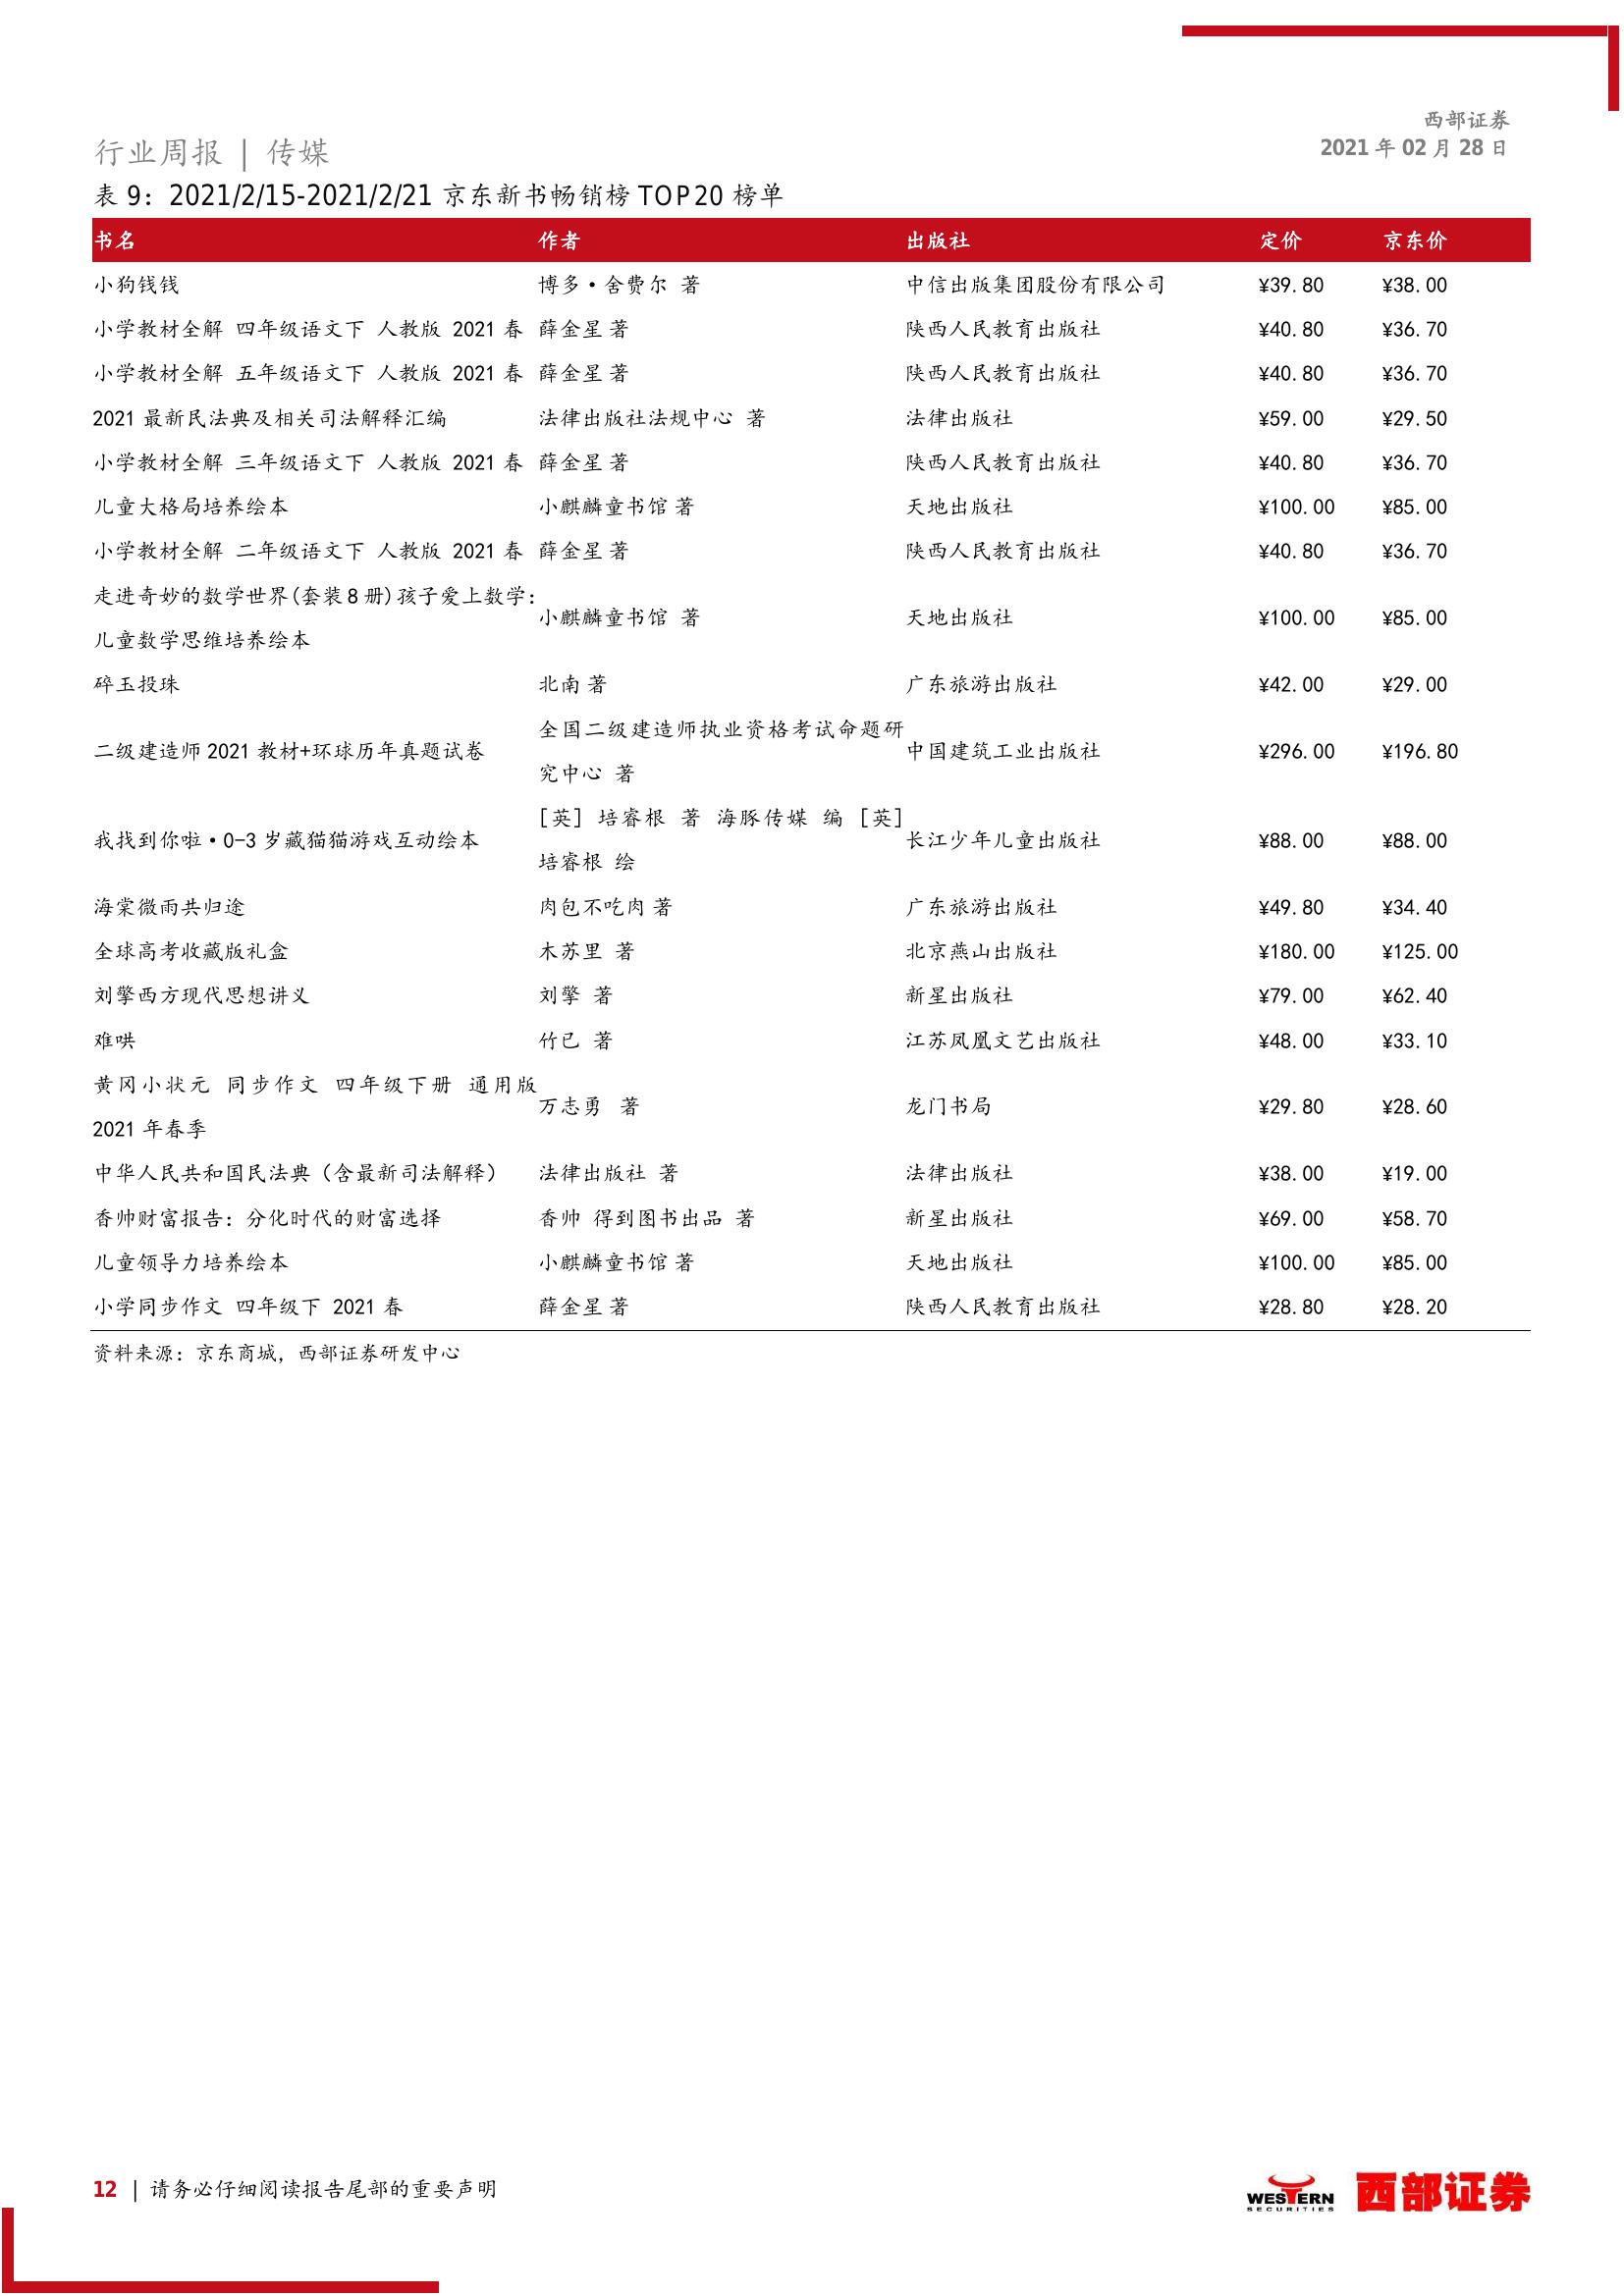 西部证券
2021 年 02 月 28 日
行业周报 | 传媒
表 9：2021/2/15-2021/2/21 京东新书畅销榜 TOP20 榜单
书名 作者 出版社 定价 京东价
小狗钱钱 博多·舍费尔 著 中信出版集团股份有限公司 ¥39.80 ¥38.00
小学教材全解 四年级语文下 人教版 2021 春 薛金星 著 陕西人民教育出版社 ¥40.80 ¥36.70
小学教材全解 五年级语文下 人教版 2021 春 薛金星 著 陕西人民教育出版社 ¥40.80 ¥36.70
2021 最新民法典及相关司法解释汇编 法律出版社法规中心 著 法律出版社 ¥59.00 ¥29.50
小学教材全解 三年级语文下 人教版 2021 春 薛金星 著 陕西人民教育出版社 ¥40.80 ¥36.70
儿童大格局培养绘本 小麒麟童书馆 著 天地出版社 ¥100.00 ¥85.00
小学教材全解 二年级语文下 人教版 2021 春 薛金星 著 陕西人民教育出版社 ¥40.80 ¥36.70
走进奇妙的数学世界(套装 8 册)孩子爱上数学：
儿童数学思维培养绘本
小麒麟童书馆 著 天地出版社 ¥100.00 ¥85.00
碎玉投珠 北南 著 广东旅游出版社 ¥42.00 ¥29.00
二级建造师 2021 教材+环球历年真题试卷
全国二级建造师执业资格考试命题研
究中心 著
中国建筑工业出版社 ¥296.00 ¥196.80
我找到你啦·0-3 岁藏猫猫游戏互动绘本
[英] 培睿根 著 海豚传媒 编 [英]
培睿根 绘
长江少年儿童出版社 ¥88.00 ¥88.00
海棠微雨共归途 肉包不吃肉 著 广东旅游出版社 ¥49.80 ¥34.40
全球高考收藏版礼盒 木苏里 著 北京燕山出版社 ¥180.00 ¥125.00
刘擎西方现代思想讲义 刘擎 著 新星出版社 ¥79.00 ¥62.40
难哄 竹已 著 江苏凤凰文艺出版社 ¥48.00 ¥33.10
黄冈小状元 同步作文 四年级下册 通用版
2021 年春季
万志勇 著 龙门书局 ¥29.80 ¥28.60
中华人民共和国民法典（含最新司法解释） 法律出版社 著 法律出版社 ¥38.00 ¥19.00
香帅财富报告：分化时代的财富选择 香帅 得到图书出品 著 新星出版社 ¥69.00 ¥58.70
儿童领导力培养绘本 小麒麟童书馆 著 天地出版社 ¥100.00 ¥85.00
小学同步作文 四年级下 2021 春 薛金星 著 陕西人民教育出版社 ¥28.80 ¥28.20
资料来源：京东商城，西部证券研发中心
12 | 请务必仔细阅读报告尾部的重要声明
WESTERN
SECURITIES
西部证券